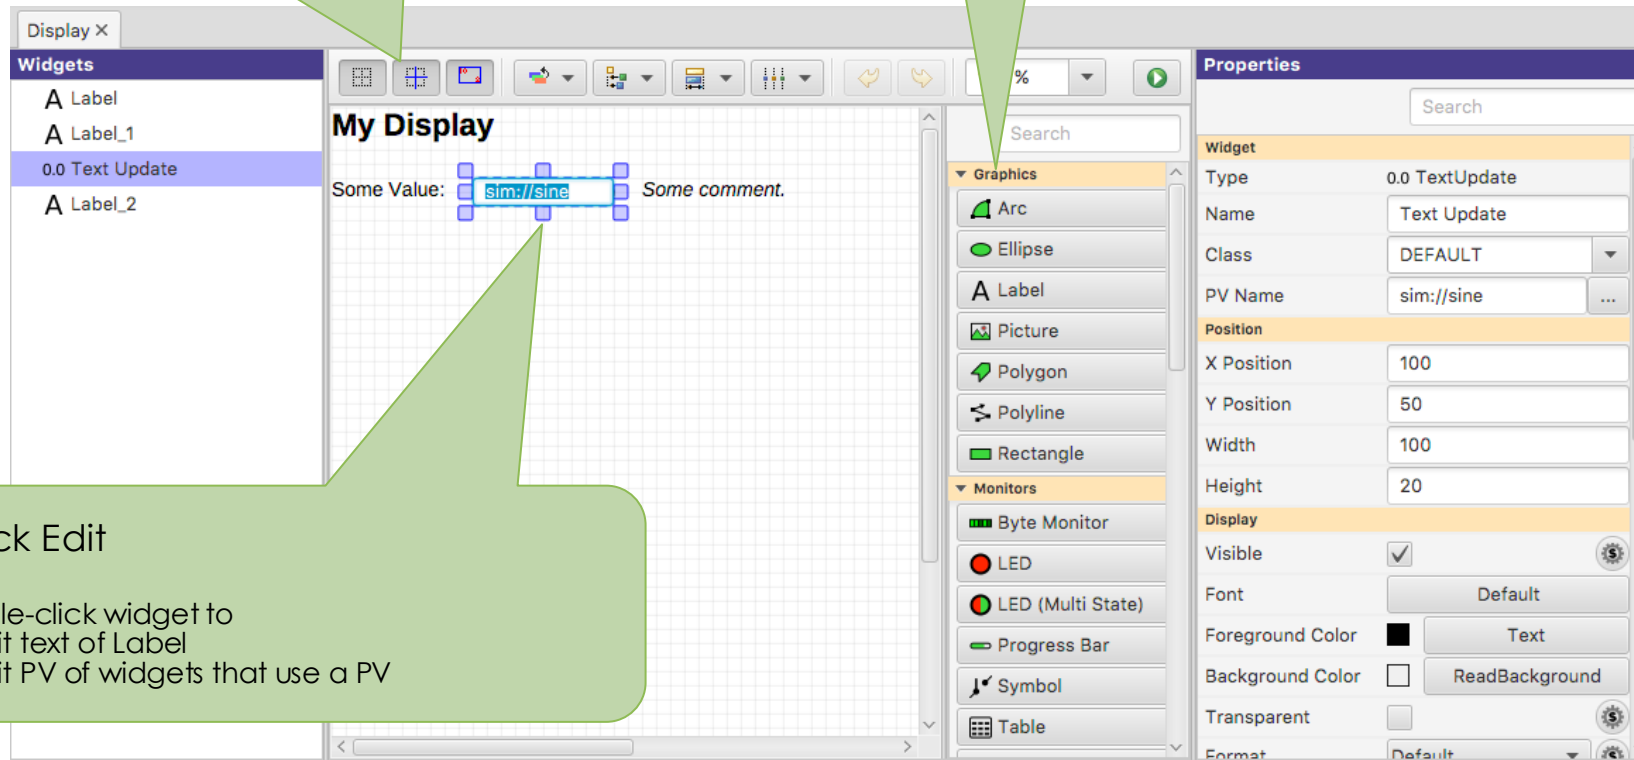 Display ×
Widgets
A Label
A Label_1
0.0 Text Update
A Label_2
%
My Display
Some Value:
sim://sine
Some comment.
ck Edit
le-click widget to
it text of Label
it PV of widgets that use a PV
Search
Graphics
Arc
Ellipse
A Label
Picture
Polygon
Polyline
Rectangle
Monitors
Byte Monitor
LED
LED (Multi State)
Progress Bar
Symbol
Table
Properties
Search
Widget
Type 0.0 TextUpdate
Name Text Update
Class DEFAULT
PV Name sim://sine ...
Position
X Position 100
Y Position 50
Width 100
Height 20
Display
Visible
Font Default
Foreground Color Text
Background Color ReadBackground
Transparent
Format Default